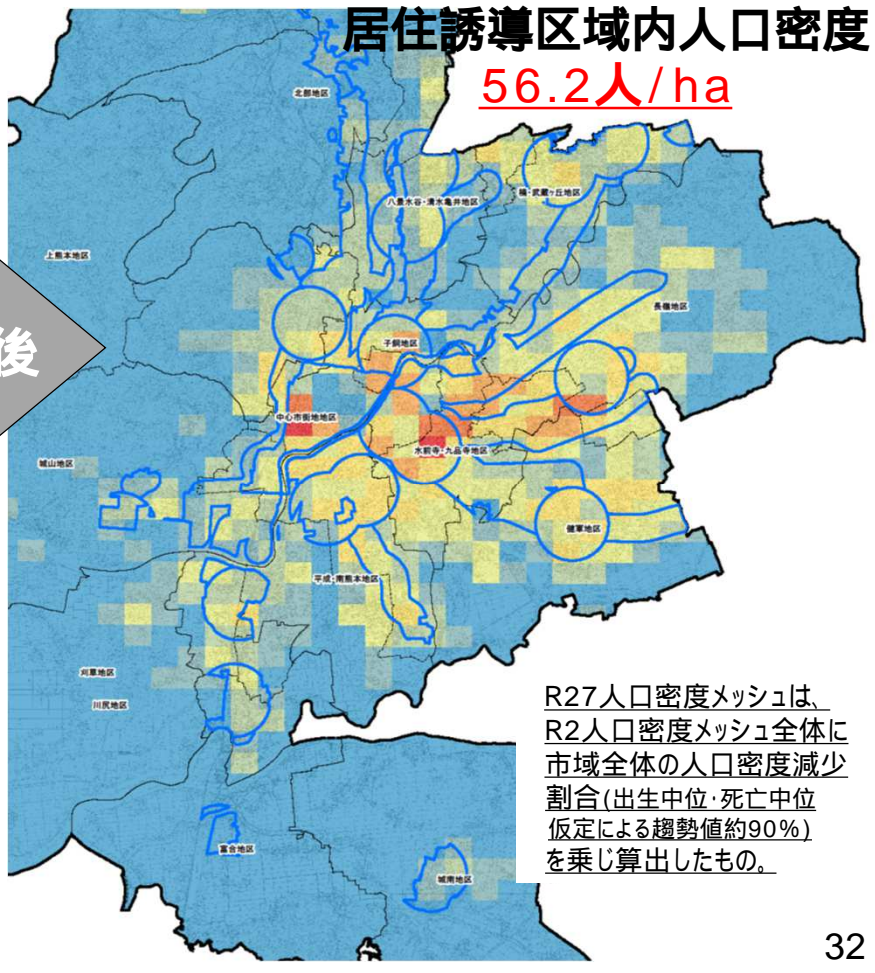 居住誘導区域内人口密度
56.2人/ha
北部地区
八景水谷・清水亀井地区
楠・武蔵ヶ丘地区
上熊本地区
長嶺地区
後
子飼地区
中心市街地地区
水前寺・九品寺地区
城山地区
健軍地区
平成・南熊本地区
刈草地区
川尻地区
R27人口密度メッシュは、
R2人口密度メッシュ全体に
市域全体の人口密度減少
割合(出生中位・死亡中位
仮定による趨勢値約90%)
を乗じ算出したもの。
富合地区
城南地区
32